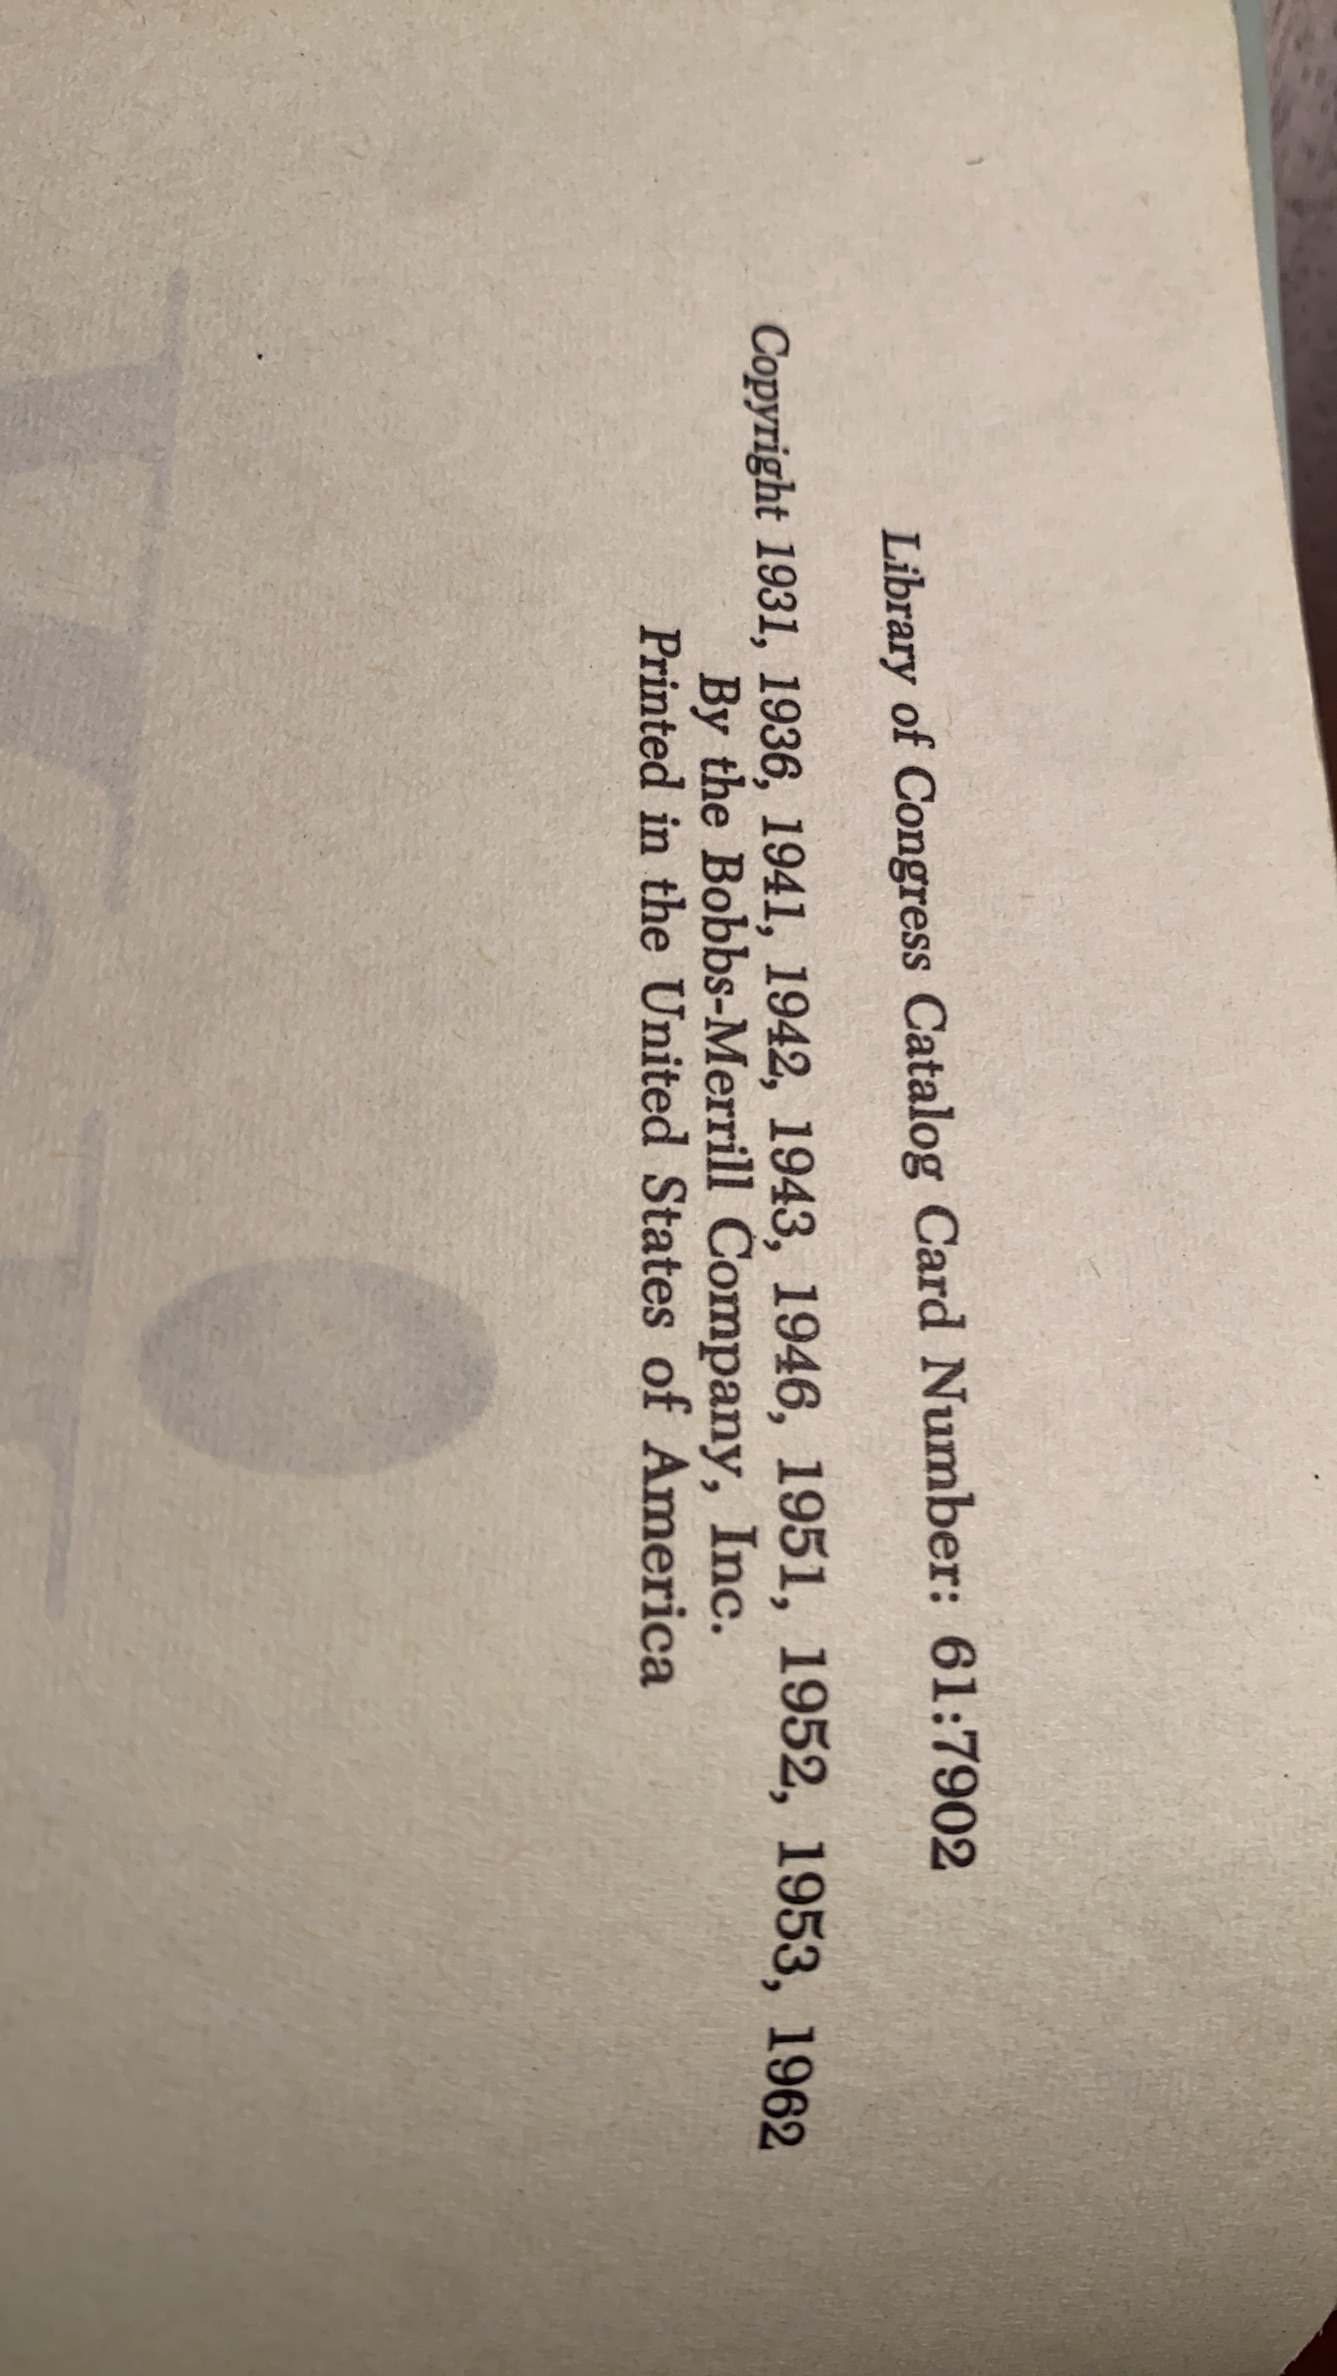 Library of Congress Catalog Card Number: 61:7902
Copyright 1931, 1936, 1941, 1942, 1943, 1946, 1951, 1952, 1953, 1962
By the Bobbs-Merrill Company, Inc.
Printed in the United States of America